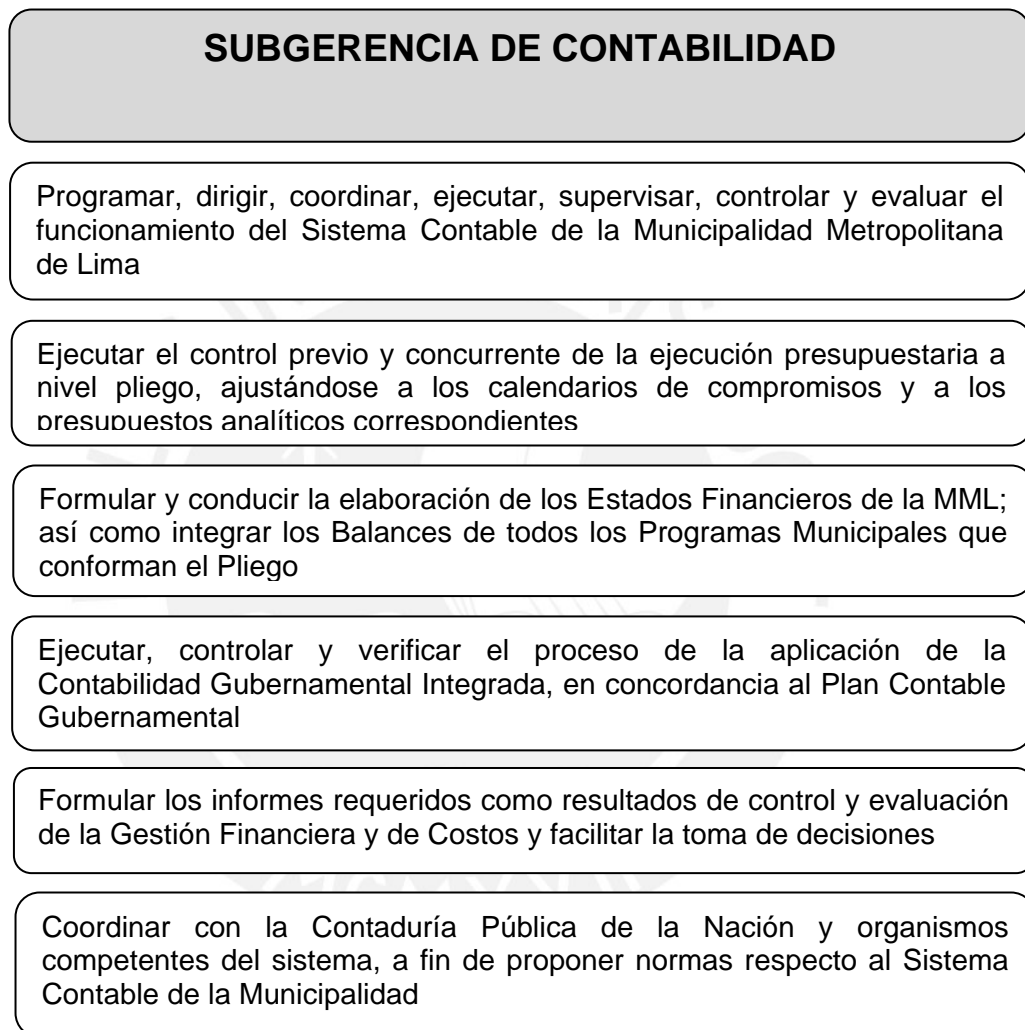 SUBGERENCIA DE CONTABILIDAD
Programar, dirigir, coordinar, ejecutar, supervisar, controlar y evaluar el
funcionamiento del Sistema Contable de la Municipalidad Metropolitana
de Lima
Ejecutar el control previo y concurrente de la ejecución presupuestaria a
nivel pliego, ajustándose a los calendarios de compromisos y a los
presupuestos analíticos correspondientes
Formular y conducir la elaboración de los Estados Financieros de la MML;
así como integrar los Balances de todos los Programas Municipales que
conforman el Pliego
Ejecutar, controlar y verificar el proceso de la aplicación de la
Contabilidad Gubernamental Integrada, en concordancia al Plan Contable
Gubernamental
Formular los informes requeridos como resultados de control y evaluación
de la Gestión Financiera y de Costos y facilitar la toma de decisiones
Coordinar con la Contaduría Pública de la Nación y organismos
competentes del sistema, a fin de proponer normas respecto al Sistema
Contable de la Municipalidad